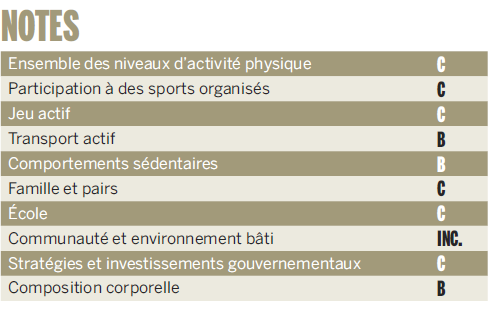 NOTES
Ensemble des niveaux d'activité physique C
Participation à des sports organisés C
Jeu actif C
Transport actif B
Comportements sédentaires B
Famille et pairs C
École C
Communauté et environnement bâti INC.
Stratégies et investissements gouvernementaux C
Composition corporelle B